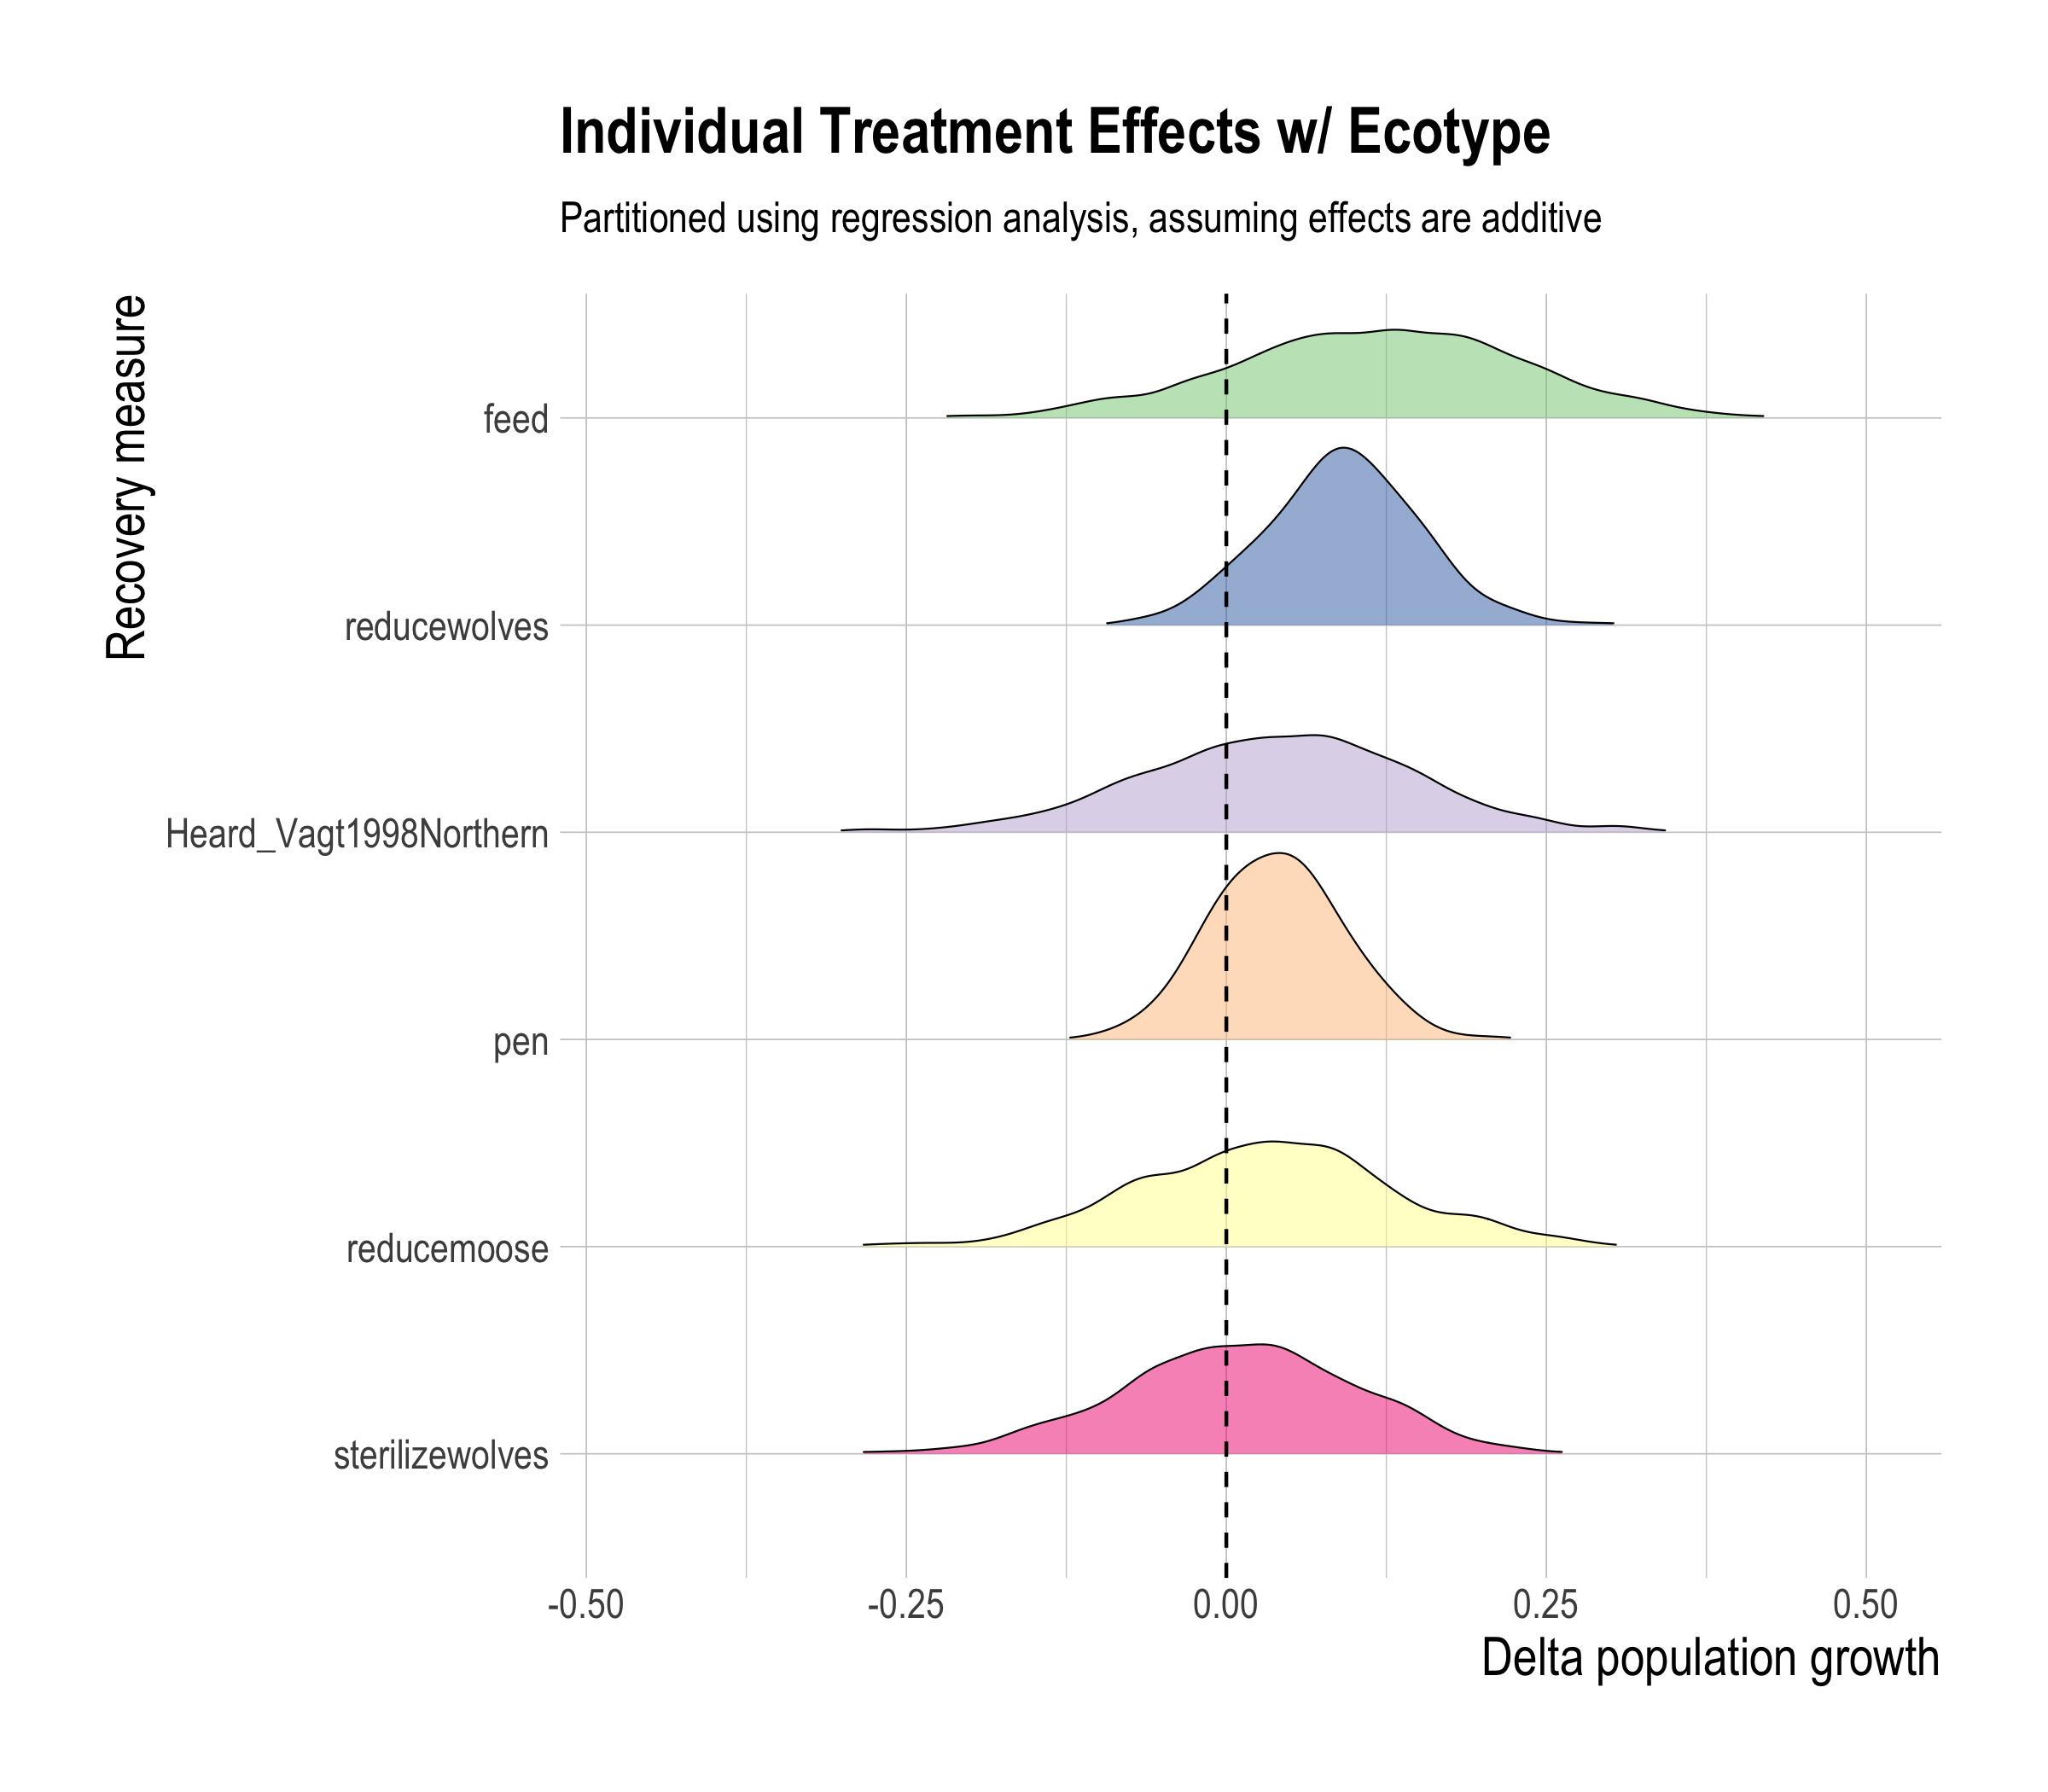 Individual Treatment Effects w/ Ecotype
Partitioned using regression analysis, assuming effects are additive
Recovery measure
feed
reducewolves
Heard_Vagt1998Northern
pen
reducemoose
sterilizewolves
-0.50 -0.25 0.00 0.25 0.50
Delta population growth